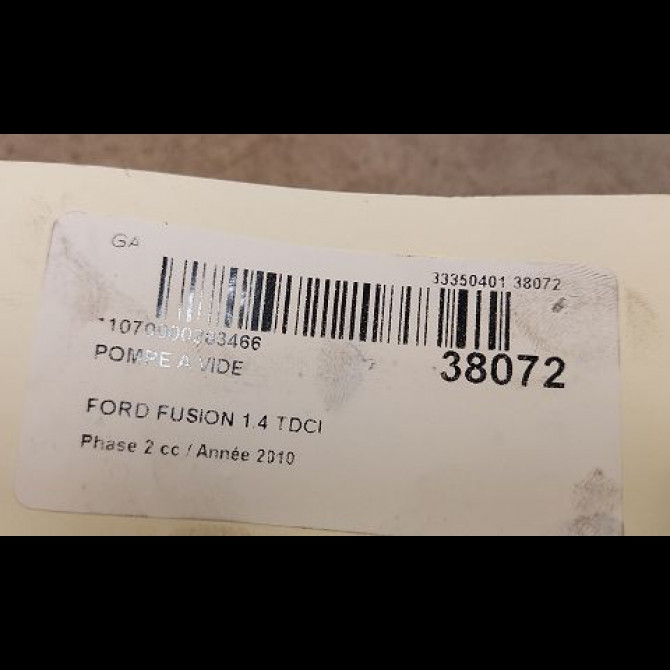 GA
33350401 38072
POMPE A VIDE
38072
FORD FUSION 1.4 TDCI
Phase 2 cc / Année 2010